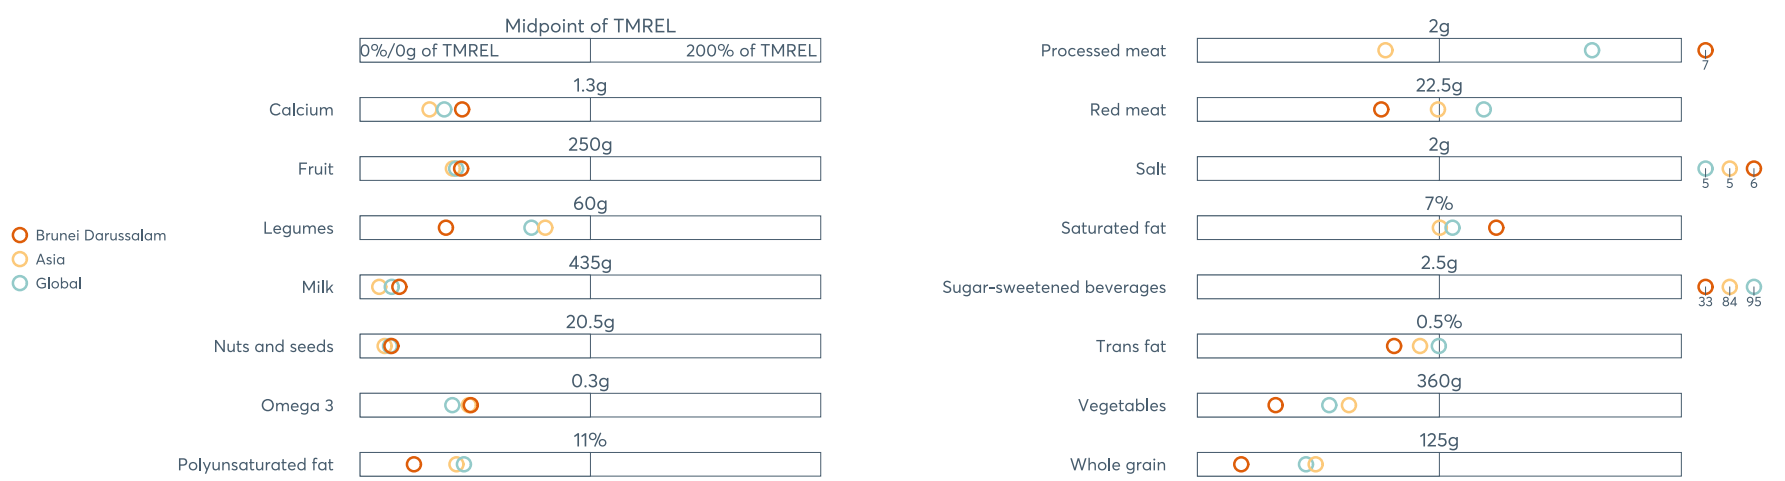 Midpoint of TMREL
0%/0g of TMREL 200% of TMREL
1.3g
Calcium
250g
Fruit
60g
Legumes
435g
Milk
20.5g
Nuts and seeds
0.3g
Omega 3
11%
Polyunsaturated fat
Brunei Darussalam
Asia
Global
2g
Processed meat
7
22.5g
Red meat
2g
Salt
5 5 6
7%
Saturated fat
2.5g
Sugar-sweetened beverages
33 84 95
0.5%
Trans fat
360g
Vegetables
125g
Whole grain